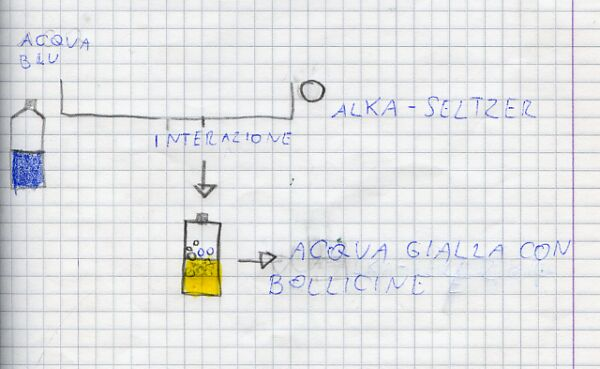 ACQUA
BLU
ALKA-SELTZER
INTERAZIONE
ACQUA GIALLA CON
BOLLICINE